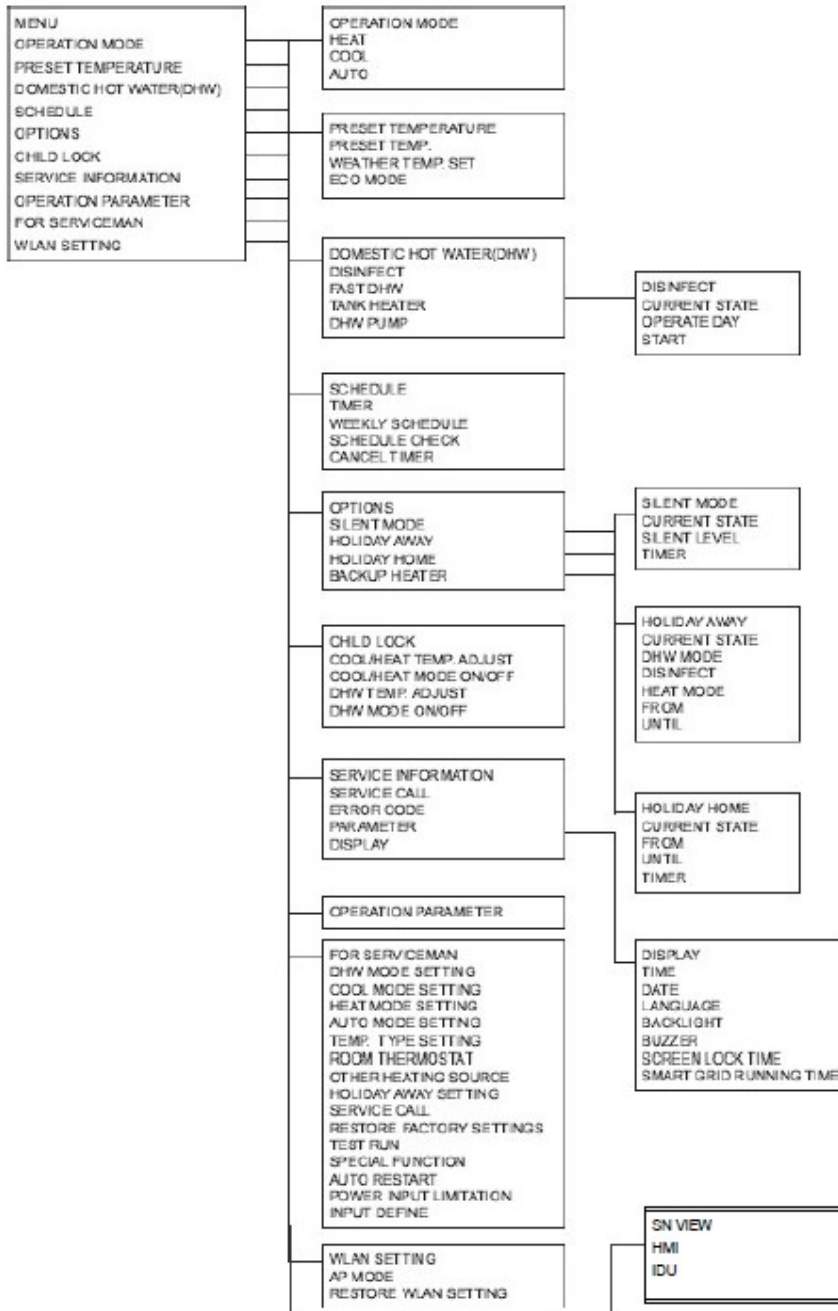 MENU
OPERATION MODE
PRESET TEMPERATURE
DOMESTIC HOT WATER(DHW)
SCHEDULE
OPTIONS
CHILD LOCK
SERVICE INFORMATION
OPERATION PARAMETER
FOR SERVICEMAN
WLAN SETTING
OPERATION MODE
HEAT
COOL
AUTO
PRESET TEMPERATURE
PRESET TEMP.
WEATHER TEMP. SET
ECO MODE
DOMESTIC HOT WATER(DHW)
DISINFECT
FAST DHW
TANK HEATER
DHW PUMP
DISINFECT
CURRENT STATE
OPERATE DAY
START
SCHEDULE
TIMER
WEEKLY SCHEDULE
SCHEDULE CHECK
CANCEL TIMER
OPTIONS
SILENT MODE
HOLIDAY AWAY
HOLIDAY HOME
BACKUP HEATER
SILENT MODE
CURRENT STATE
SILENT LEVEL
TIMER
CHILD LOCK
COOL/HEAT TEMP. ADJUST
COOL/HEAT MODE ON/OFF
DHW TEMP. ADJUST
DHW MODE ON/OFF
HOLIDAY AWAY
CURRENT STATE
DHW MODE
DISINFECT
HEAT MODE
FROM
UNTIL
SERVICE INFORMATION
SERVICE CALL
ERROR CODE
PARAMETER
DISPLAY
HOLIDAY HOME
CURRENT STATE
FROM
UNTIL
TIMER
OPERATION PARAMETER
FOR SERVICEMAN
DHW MODE SETTING
COOL MODE SETTING
HEAT MODE SETTING
AUTO MODE SETTING
TEMP. TYPE SETTING
ROOM THERMOSTAT
OTHER HEATING SOURCE
HOLIDAY AWAY SETTING
SERVICE CALL
RESTORE FACTORY SETTINGS
TEST RUN
SPECIAL FUNCTION
AUTO RESTART
POWER INPUT LIMITATION
INPUT DEFINE
DISPLAY
TIME
DATE
LANGUAGE
BACKLIGHT
BUZZER
SCREEN LOCK TIME
SMART GRID RUNNING TIME
WLAN SETTING
AP MODE
RESTORE WLAN SETTING
SN VIEW
HMI
IDU